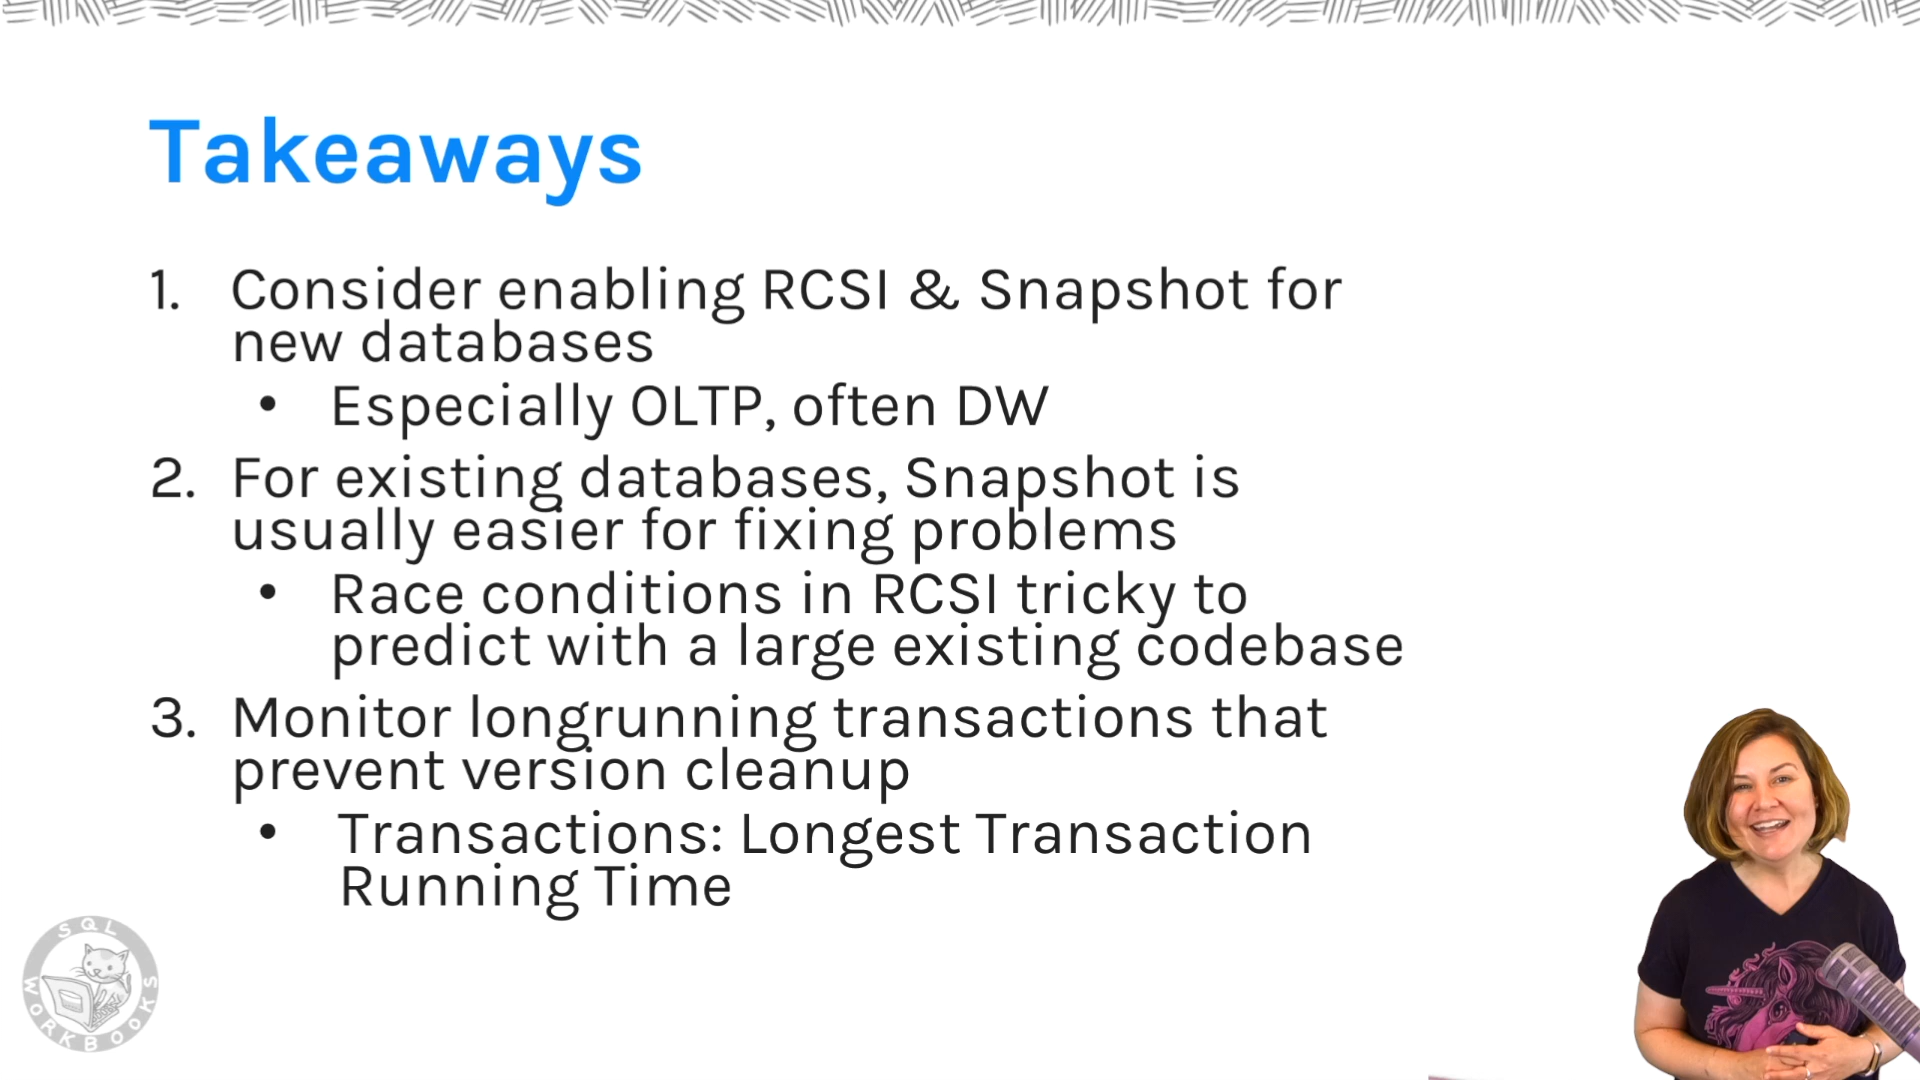 Takeaways
1. Consider enabling RCSI & Snapshot for
new databases
• Especially OLTP, often DW
2. For existing databases, Snapshot is
usually easier for fixing problems
• Race conditions in RCSI tricky to
predict with a large existing codebase
3. Monitor longrunning transactions that
prevent version cleanup
• Transactions: Longest Transaction
Running Time
SQL
WORKBOOKS